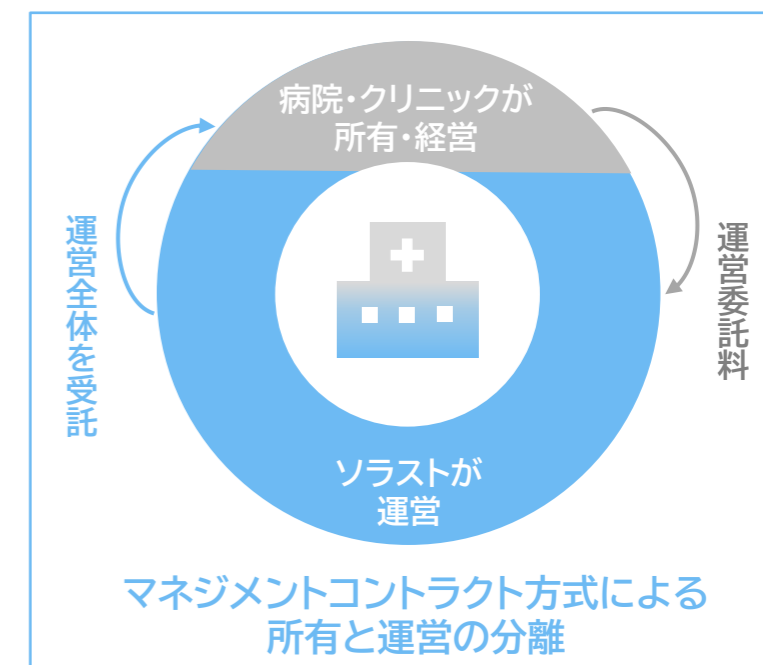 病院・クリニックが
所有・経営
運営全体を受託
運営委託料
ソラストが
運営
マネジメントコントラクト方式による
所有と運営の分離